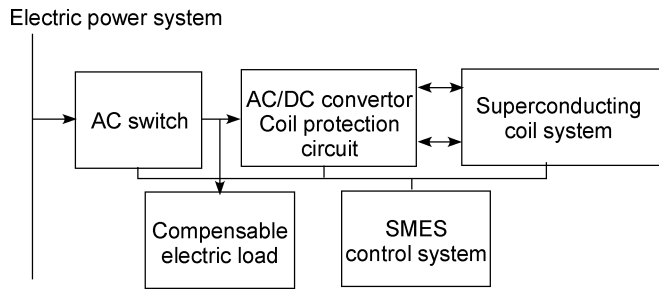 Electric power system
AC switch
AC/DC convertor
Coil protection
circuit
Superconducting
coil system
Compensable
electric load
SMES
control system